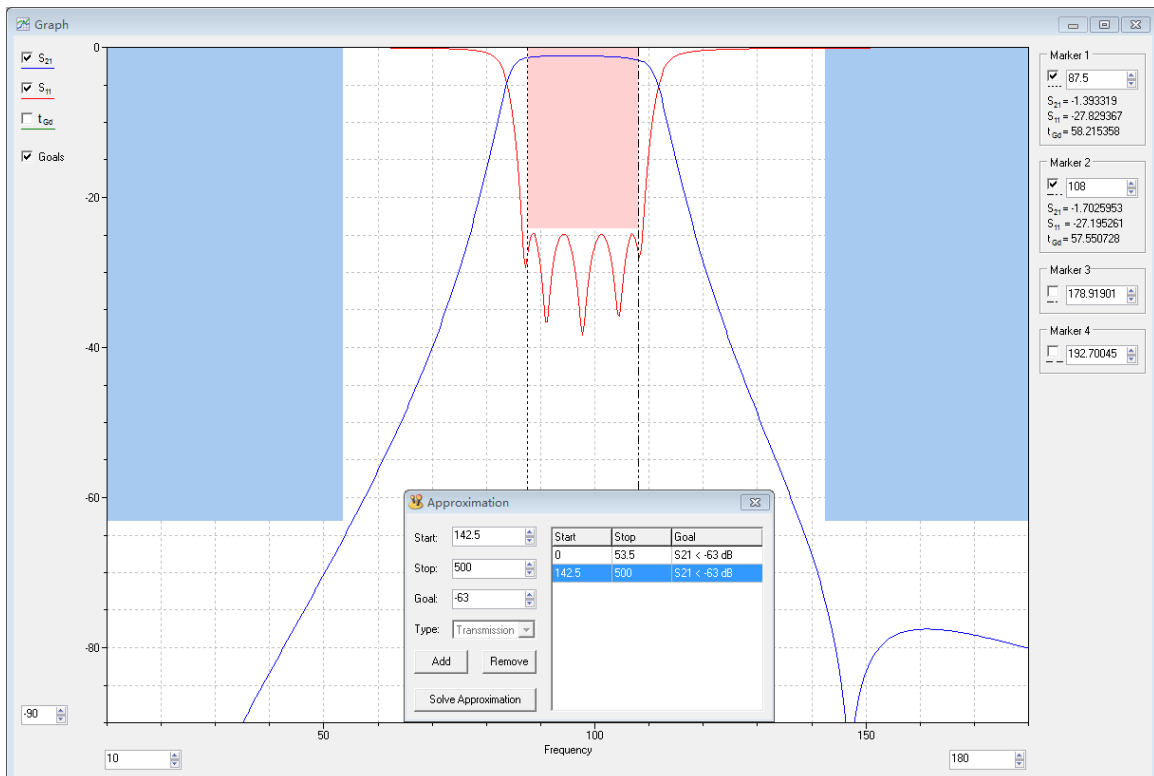 Graph
S21
S11
tGd
Goals
0
-20
-40
-60
-80
-90
50
100
150
Frequency
10
180
Marker 1
87.5
S21 = -1.393319
S11 = -27.829367
tGd = 58.215358
Marker 2
108
S21 = -1.7025953
S11 = -27.195261
tGd = 57.550728
Marker 3
178.91901
Marker 4
192.70045
Approximation
Start: 142.5
Stop: 500
Goal: -63
Type: Transmission
Add Remove
Solve Approximation
Start Stop Goal
0 53.5 S21 < -63 dB
142.5 500 S21 < -63 dB